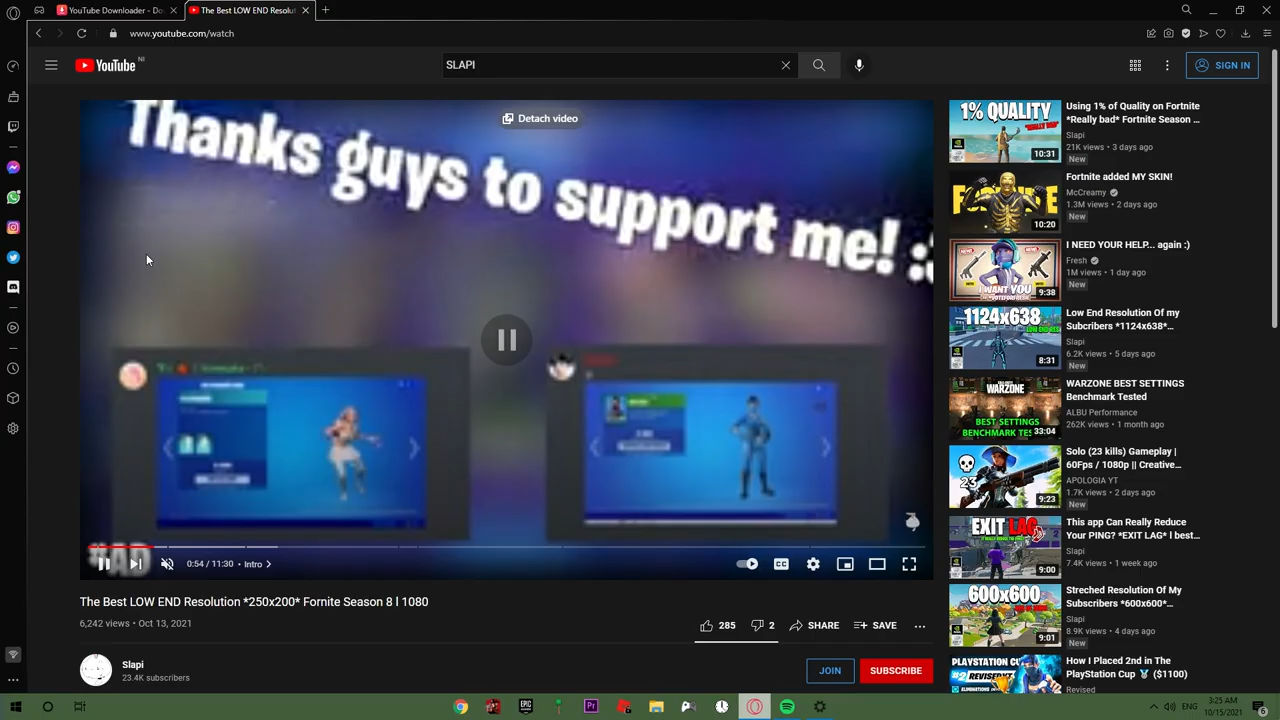 YouTube Downloader - Do
The Best LOW END Resolut
www.youtube.com/watch
YouTube NI
SLAPI
SIGN IN
Detach video
Thanks guys to support me! :
0:54 / 11:30 · Intro
The Best LOW END Resolution *250x200* Fornite Season 8 l 1080
6,242 views • Oct 13, 2021
285
2
SHARE
SAVE
Slapi
23.4K subscribers
JOIN
SUBSCRIBE
1% QUALITY
10:31
Using 1% of Quality on Fortnite
*Really bad* Fortnite Season ...
Slapi
21K views • 3 days ago
New
10:20
Fortnite added MY SKIN!
McCreamy
1.3M views • 2 days ago
New
I WANT YOU
9:38
I NEED YOUR HELP... again :)
Fresh
1M views • 1 day ago
New
1124x638
8:31
Low End Resolution Of my
Subcribers *1124x638*...
Slapi
6.2K views • 5 days ago
New
WARZONE
BEST SETTINGS
BENCHMARK TES
33:04
WARZONE BEST SETTINGS
Benchmark Tested
ALBU Performance
262K views • 1 month ago
23
9:23
Solo (23 kills) Gameplay |
60Fps / 1080p || Creative...
APOLOGIA YT
1.7K views • 2 days ago
New
EXIT LAG
9:00
This app Can Really Reduce
Your PING? *EXIT LAG* l best...
Slapi
7.4K views • 1 week ago
600x600
9:01
Streched Resolution Of My
Subscribers *600x600*...
Slapi
8.9K views • 4 days ago
New
PLAYSTATION CU
#2
How I Placed 2nd in The
PlayStation Cup 🏅 ($1100)
Revised
ENG
3:25 AM
10/15/2021
6